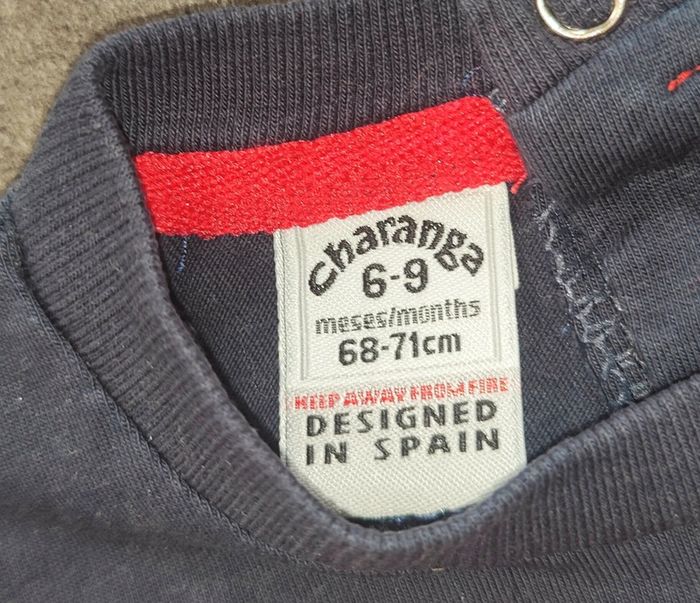 charanga
6-9
meses/months
68-71cm
KEEP AWAY FROM FIRE
DESIGNED
IN SPAIN